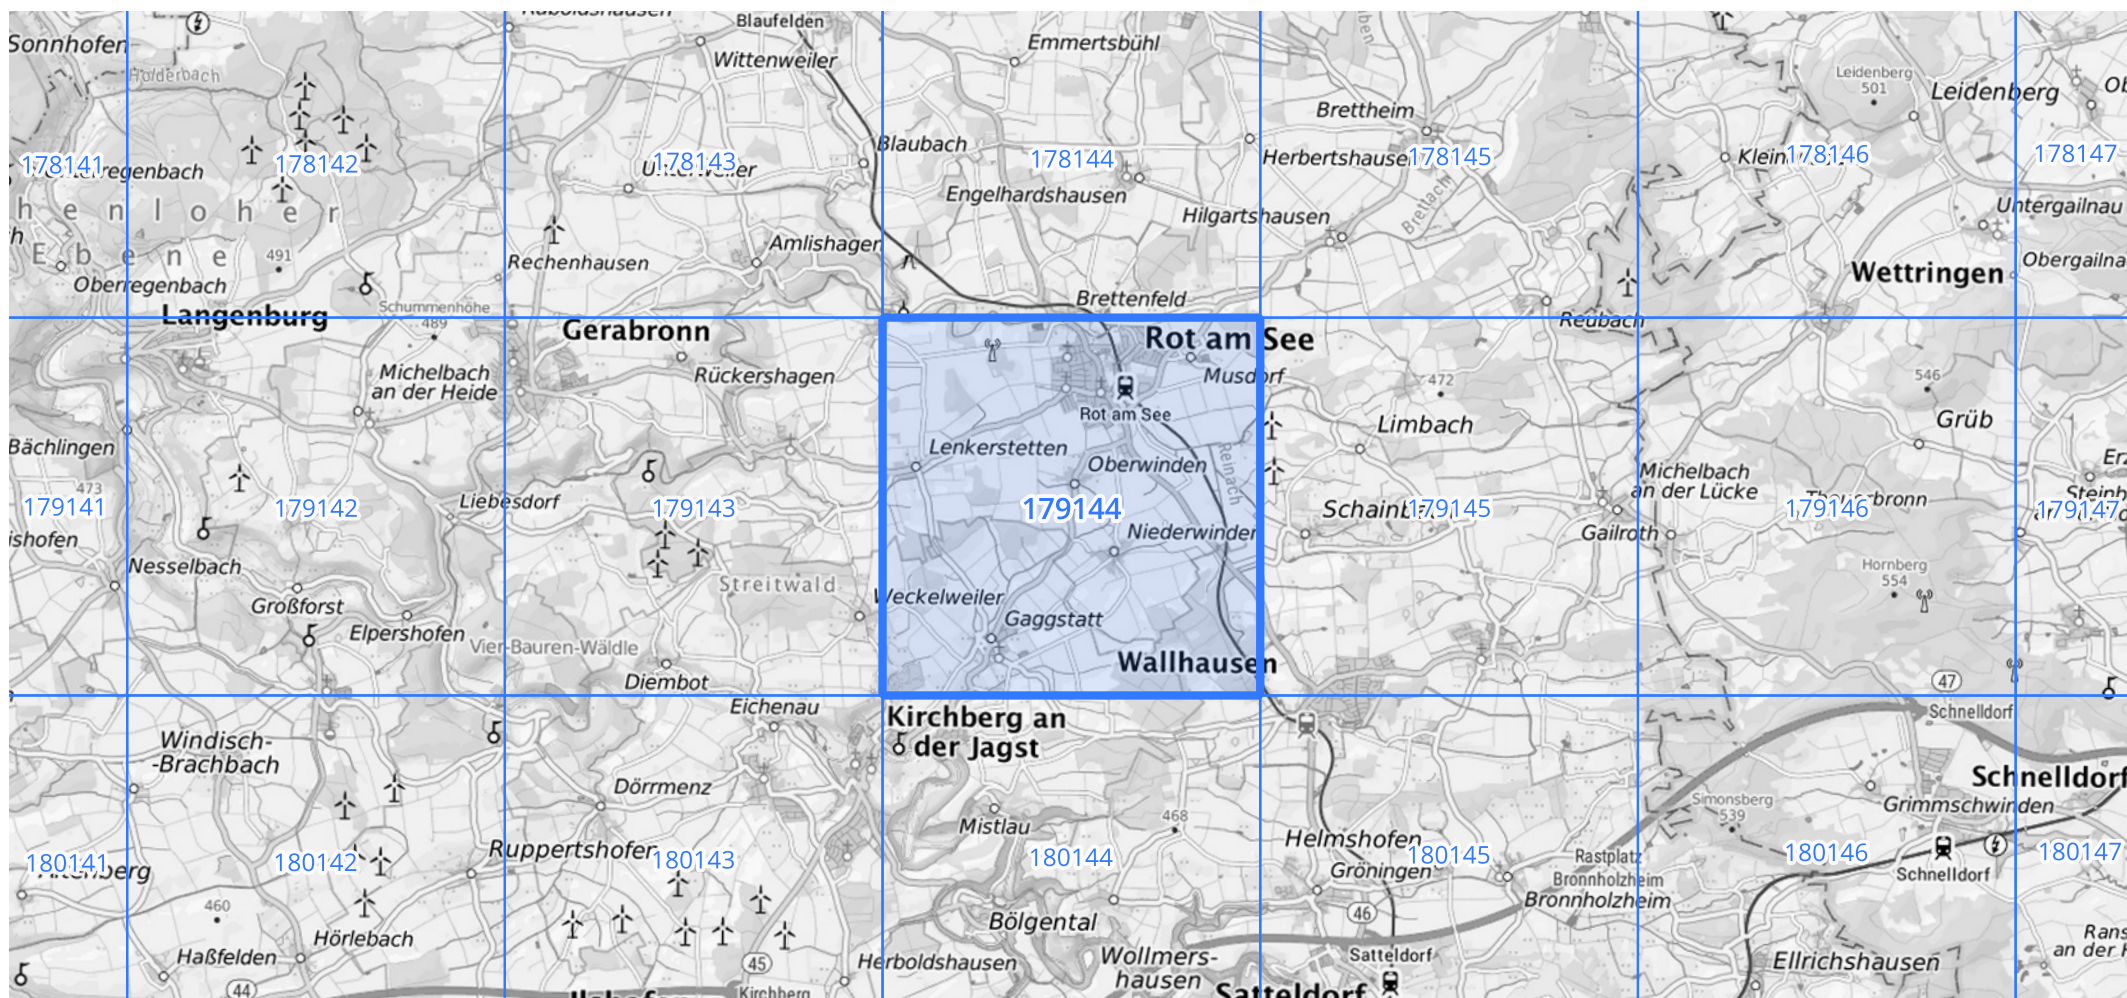 Blaufelden
Sonnhofen
Wittenweiler
Emmertsbühl
Holderbach
Leidenberg
501
Leidenberg
Brettheim
Blaubach
178141
178142
178143
178144
Herbertshause
178145
178146
178147
Engelhardshausen
h e n l o h e r
Hilgartshausen
Brettach
Untergailnau
E b e n e
Amlishagen
491
Rechenhausen
Obergailna
Oberregenbach
Wettringen
Schummenhöhe
489
Brettenfeld
Langenburg
Gerabronn
Reubach
Rot am See
Michelbach
an der Heide
Rückershagen
Musdorf
472
546
Rot am See
Limbach
Grüb
Bächlingen
Lenkerstetten
Oberwinden
Reinach
Michelbach
an der Lücke
473
Liebesdorf
179141
179142
179143
179144
179145
179146
179147
ishofen
Niederwinden
Gailroth
Nesselbach
Streitwald
Hornberg
554
Großforst
Weckelweiler
Elpershofen
Gaggstatt
Vier-Bauren-Wäldle
Wallhausen
Diembot
47
Eichenau
Kirchberg an
der Jagst
Schnelldorf
Windisch-
-Brachbach
Dörrmenz
Schnelldorf
Simonsberg
539
Grimmschwinden
Mistlau
468
Helmshofen
Ruppertshofen
180141
180142
180143
180144
180145
180146
180147
Gröningen
Rastplatz
Bronnholzheim
Schnelldorf
Bronnholzheim
460
46
Bölgental
Hörlebach
Haßfelden
45
Herboldshausen
Wollmers-
hausen
Satteldorf
Ellrichshausen
44
Kirchberg
Satteldorf